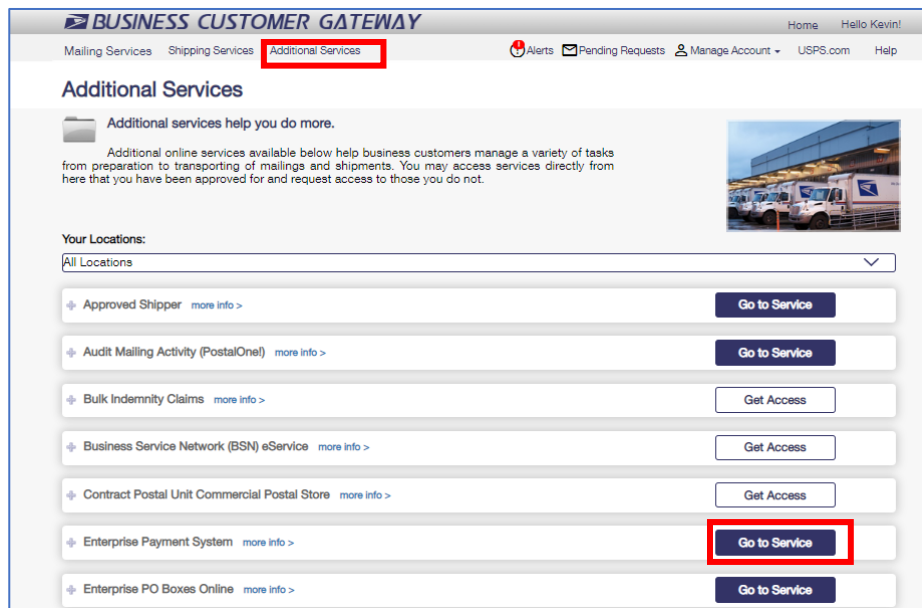 BUSINESS CUSTOMER GATEWAY
Home Hello Kevin!
Mailing Services Shipping Services Additional Services Alerts Pending Requests Manage Account USPS.com Help
Additional Services
Additional services help you do more.
Additional online services available below help business customers manage a variety of tasks
from preparation to transporting of mailings and shipments. You may access services directly from
here that you have been approved for and request access to those you do not.
Your Locations:
All Locations
Approved Shipper more info > Go to Service
Audit Mailing Activity (PostalOne!) more info > Go to Service
Bulk Indemnity Claims more info > Get Access
Business Service Network (BSN) eService more info > Get Access
Contract Postal Unit Commercial Postal Store more info > Get Access
Enterprise Payment System more info > Go to Service
Enterprise PO Boxes Online more info > Go to Service